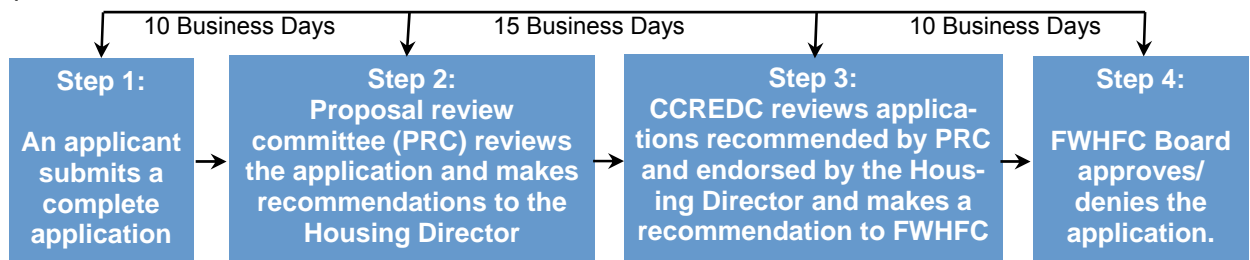 10 Business Days
15 Business Days
10 Business Days
Step 1:
An applicant
submits a
complete
application
Step 2:
Proposal review
committee (PRC) reviews
the application and makes
recommendations to the
Housing Director
Step 3:
CCREDC reviews applica-
tions recommended by PRC
and endorsed by the Hous-
ing Director and makes a
recommendation to FWHFC
Step 4:
FWHFC Board
approves/
denies the
application.